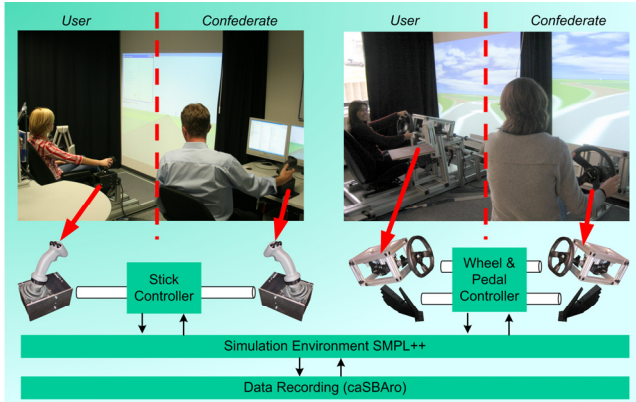 User
Confederate
User
Confederate
Stick
Controller
Wheel &
Pedal
Controller
Simulation Environment SMPL++
Data Recording (caSBAro)